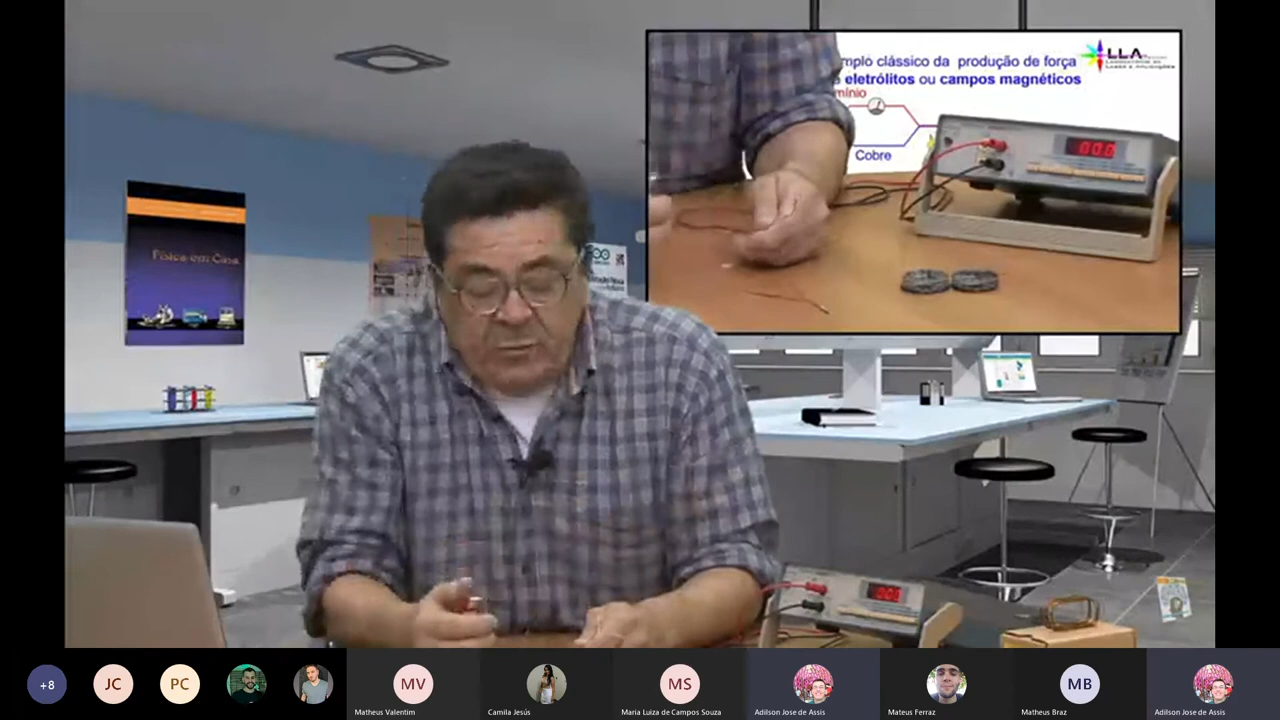 mplo clássico da produção de força
eletrólitos ou campos magnéticos
mínio
Cobre
LLA
Física em Casa
+8
JC
PC
MV
Matheus Valentim
Camila Jesús
MS
Maria Luiza de Campos Souza
Adilson Jose de Assis
Mateus Ferraz
MB
Matheus Braz
Adilson Jose de Assis